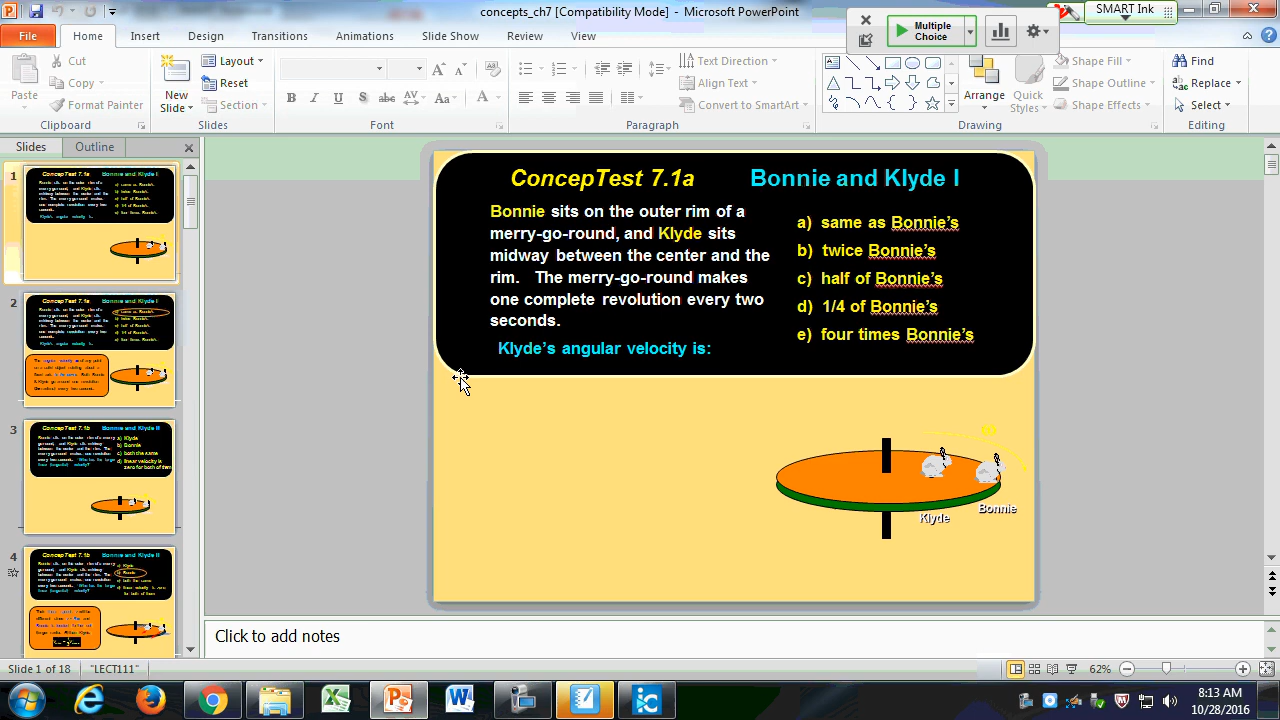 concepts_ch7 [Compatibility Mode] - Microsoft PowerPoint
SMART Ink
Multiple Choice
File Home Insert Design Review View Slide Show
Cut
Copy
Format Painter
Paste
Clipboard
New Slide
Layout
Reset
Section
Slides
Font
Text Direction
Align Text
Convert to SmartArt
Paragraph
Arrange
Quick Styles
Shape Fill
Shape Outline
Shape Effects
Drawing
Find
Replace
Select
Editing
Slides Outline
1
2
3
4
ConcepTest 7.1a Bonnie and Klyde I
Bonnie sits on the outer rim of a
merry-go-round, and Klyde sits
midway between the center and the
rim. The merry-go-round makes
one complete revolution every two
seconds.
Klyde's angular velocity is:
a) same as Bonnie's
b) twice Bonnie's
c) half of Bonnie's
d) 1/4 of Bonnie's
e) four times Bonnie's
ω
Klyde
Bonnie
Click to add notes
Slide 1 of 18 "LECT111" 62%
8:13 AM
10/28/2016